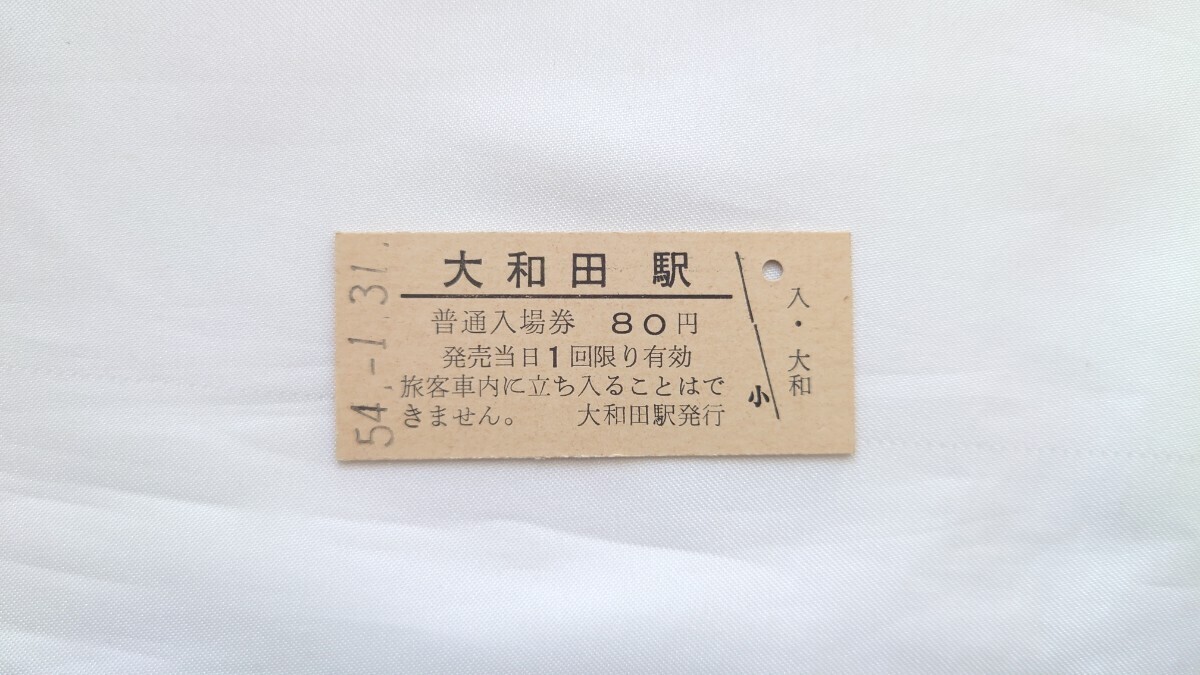 大和田駅
普通入場券 80円
発売当日1回限り有効
旅客車内に立ち入ることはで
きません。 大和田駅発行
小
入・大和
54.-1.31.